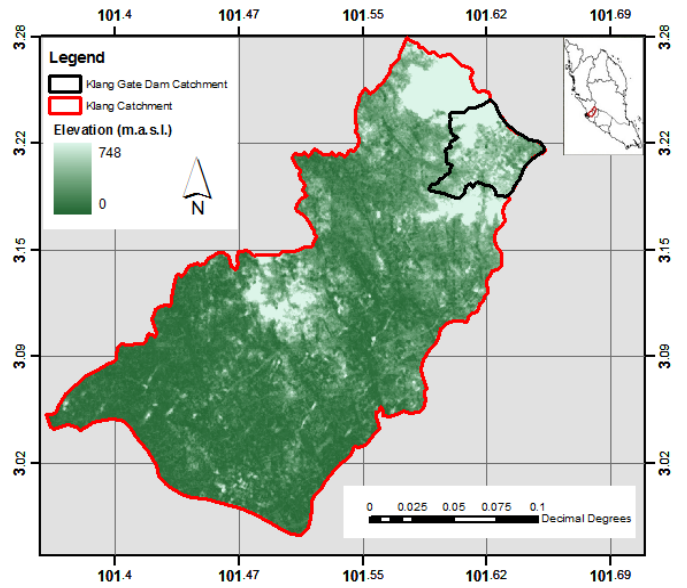 101.4 101.47 101.55 101.62 101.69
3.28
3.22
3.15
3.09
3.02
Legend
Klang Gate Dam Catchment
Klang Catchment
Elevation (m.a.s.l.)
748
0
N
3.28
3.22
3.15
3.09
3.02
0 0.025 0.05 0.075 0.1
Decimal Degrees
101.4 101.47 101.55 101.62 101.69